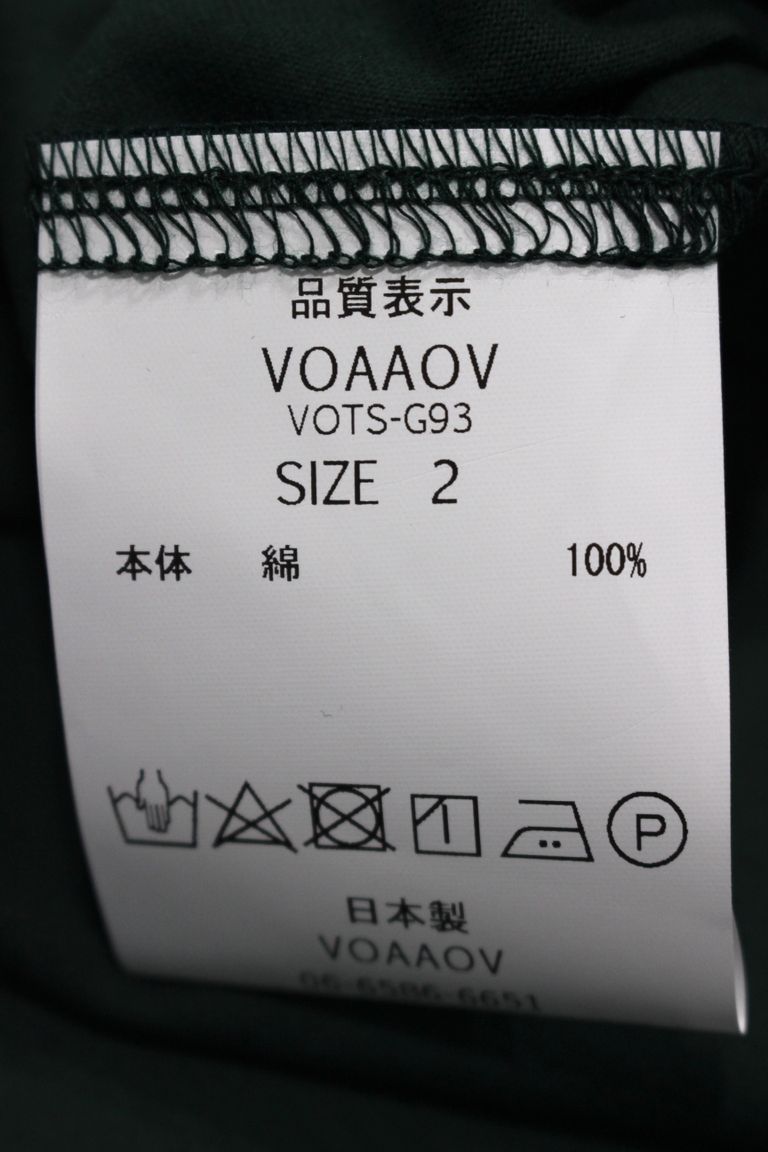 品質表示
VOAAOV
VOTS-G93
SIZE 2
本体 綿 100%
P
日本製
VOAAOV
06-6586-6651